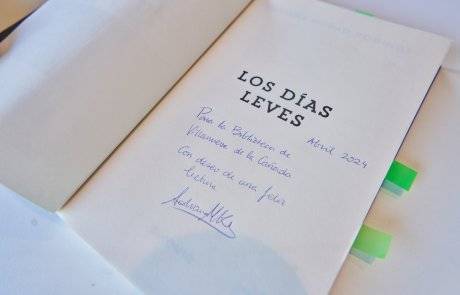 LOS DÍAS
LEVES
Abril 2024
Para la Biblioteca de
Villanueva de la Cañada
Con deseo de una feliz
lectura